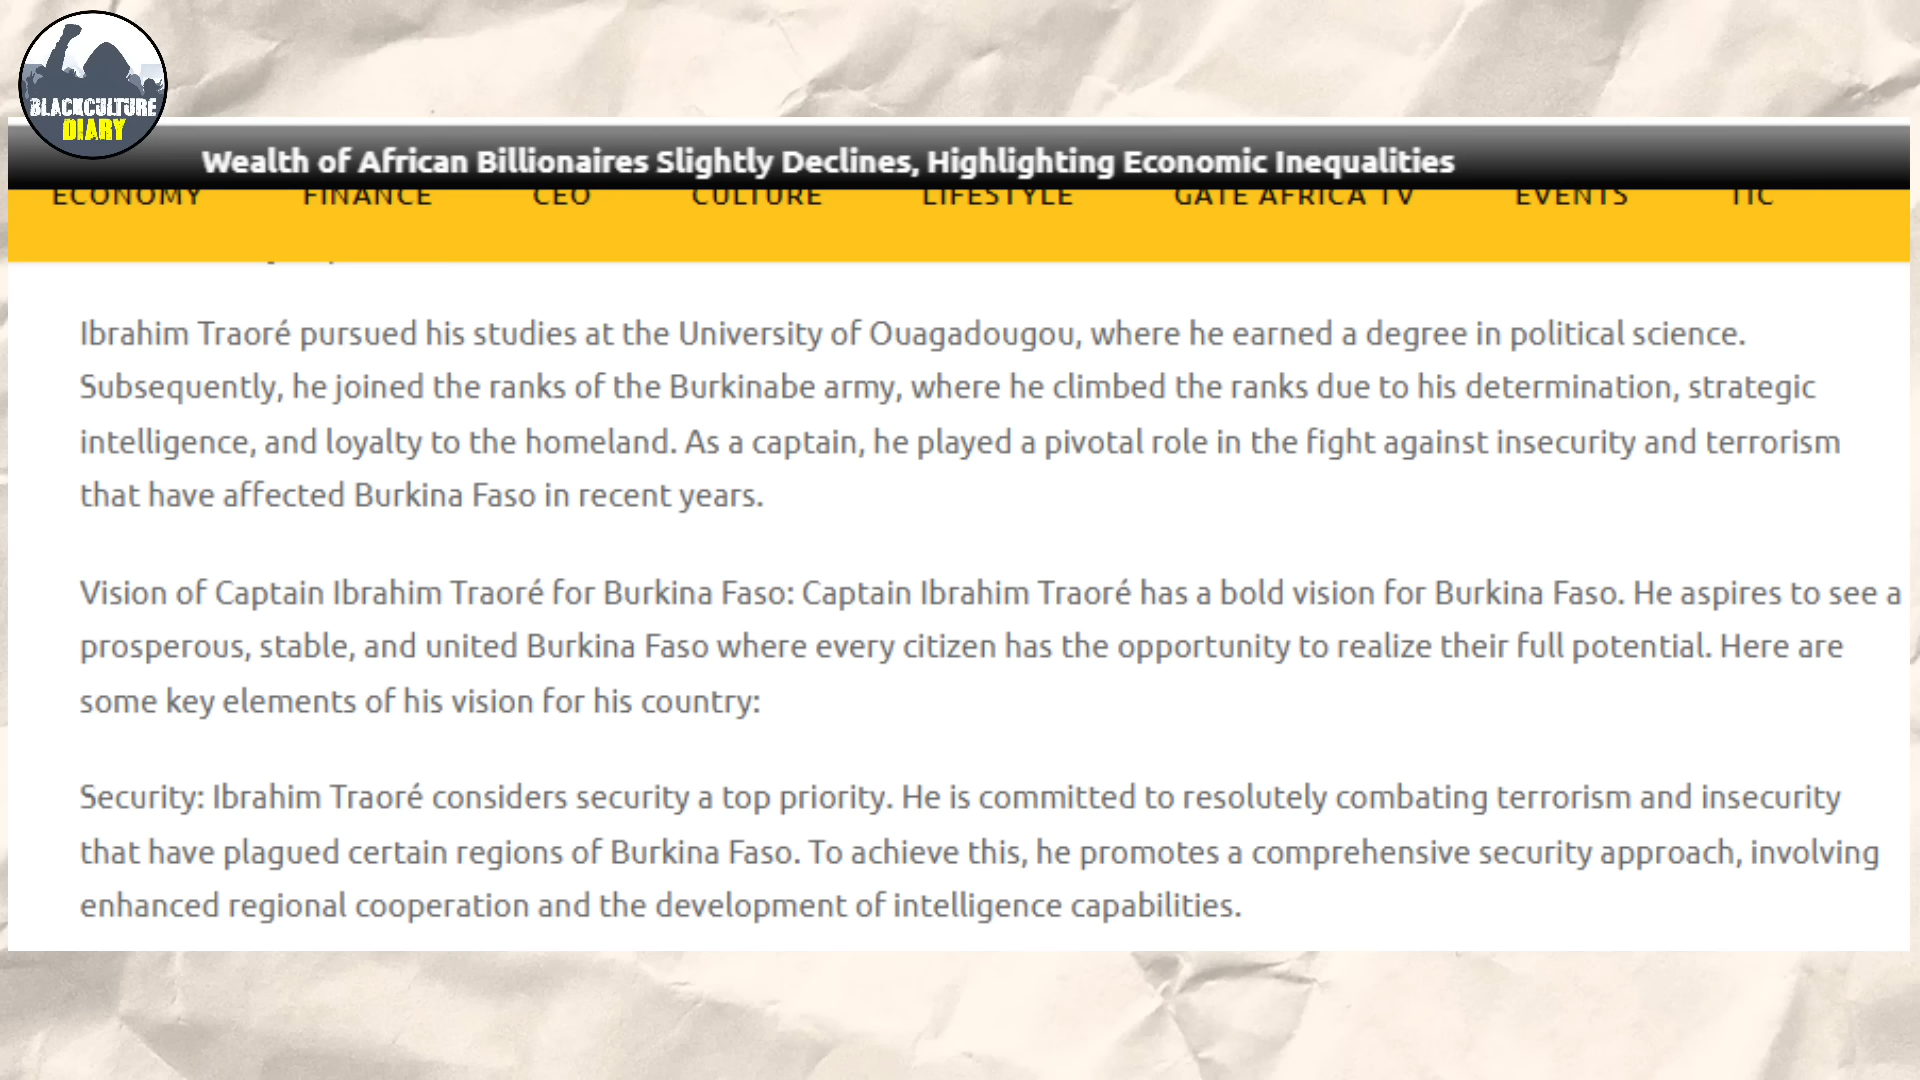 BLACKCULTURE
DIARY
Wealth of African Billionaires Slightly Declines, Highlighting Economic Inequalities
ECONOMY FINANCE CEO CULTURE LIFESTYLE GATE AFRICA TV EVENTS TIC
Ibrahim Traoré pursued his studies at the University of Ouagadougou, where he earned a degree in political science.
Subsequently, he joined the ranks of the Burkinabe army, where he climbed the ranks due to his determination, strategic
intelligence, and loyalty to the homeland. As a captain, he played a pivotal role in the fight against insecurity and terrorism
that have affected Burkina Faso in recent years.
Vision of Captain Ibrahim Traoré for Burkina Faso: Captain Ibrahim Traoré has a bold vision for Burkina Faso. He aspires to see a
prosperous, stable, and united Burkina Faso where every citizen has the opportunity to realize their full potential. Here are
some key elements of his vision for his country:
Security: Ibrahim Traoré considers security a top priority. He is committed to resolutely combating terrorism and insecurity
that have plagued certain regions of Burkina Faso. To achieve this, he promotes a comprehensive security approach, involving
enhanced regional cooperation and the development of intelligence capabilities.